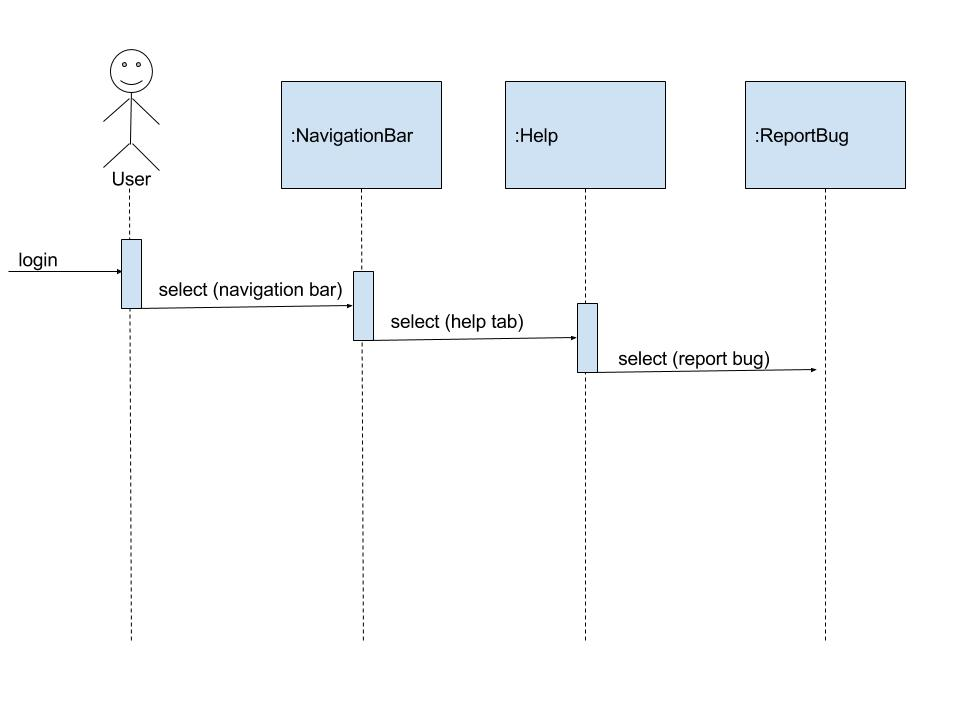 :NavigationBar
:Help
:ReportBug
User
login
select (navigation bar)
select (help tab)
select (report bug)